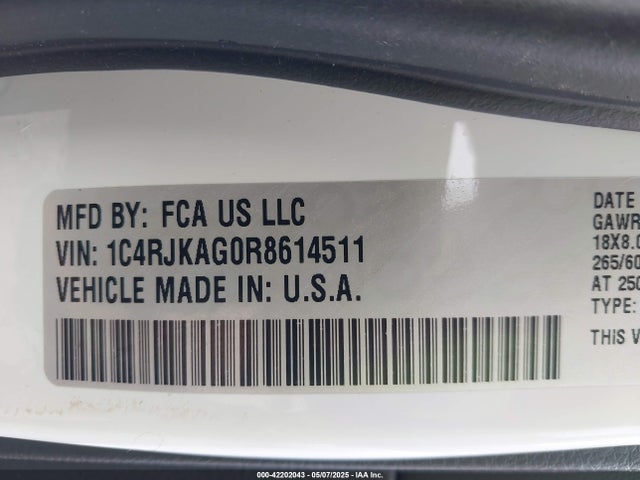 MFD BY: FCA US LLC
VIN: 1C4RJKAG0R8614511
VEHICLE MADE IN: U.S.A.
DATE
GAWR
18X8.0
265/60
AT 250
TYPE:
THIS V
000-42202043 - 05/07/2025 - IAA Inc.